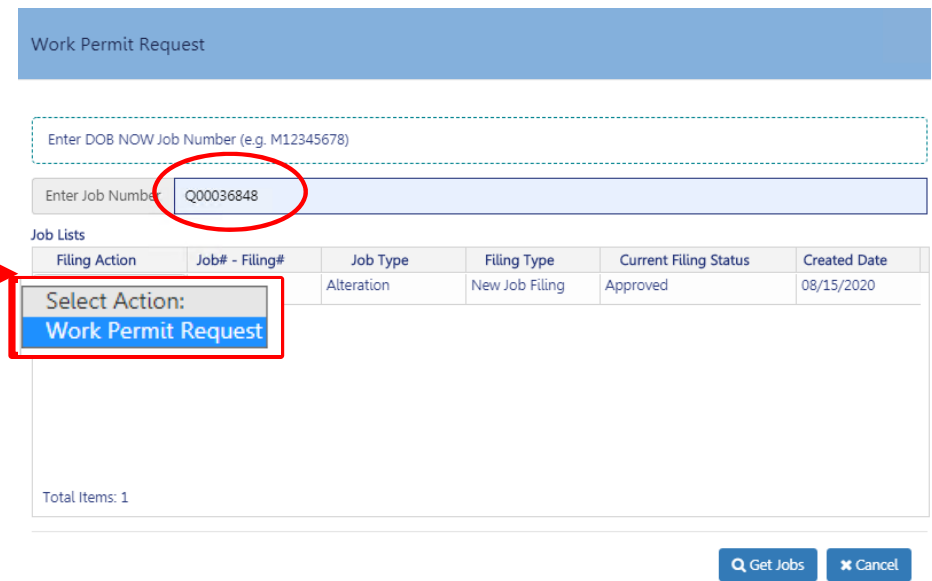 Work Permit Request
Enter DOB NOW Job Number (e.g. M12345678)
Enter Job Number Q00036848
Job Lists
Filing Action Job# - Filing# Job Type Filing Type Current Filing Status Created Date
Select Action: Alteration New Job Filing Approved 08/15/2020
Work Permit Request
Total Items: 1
Get Jobs Cancel